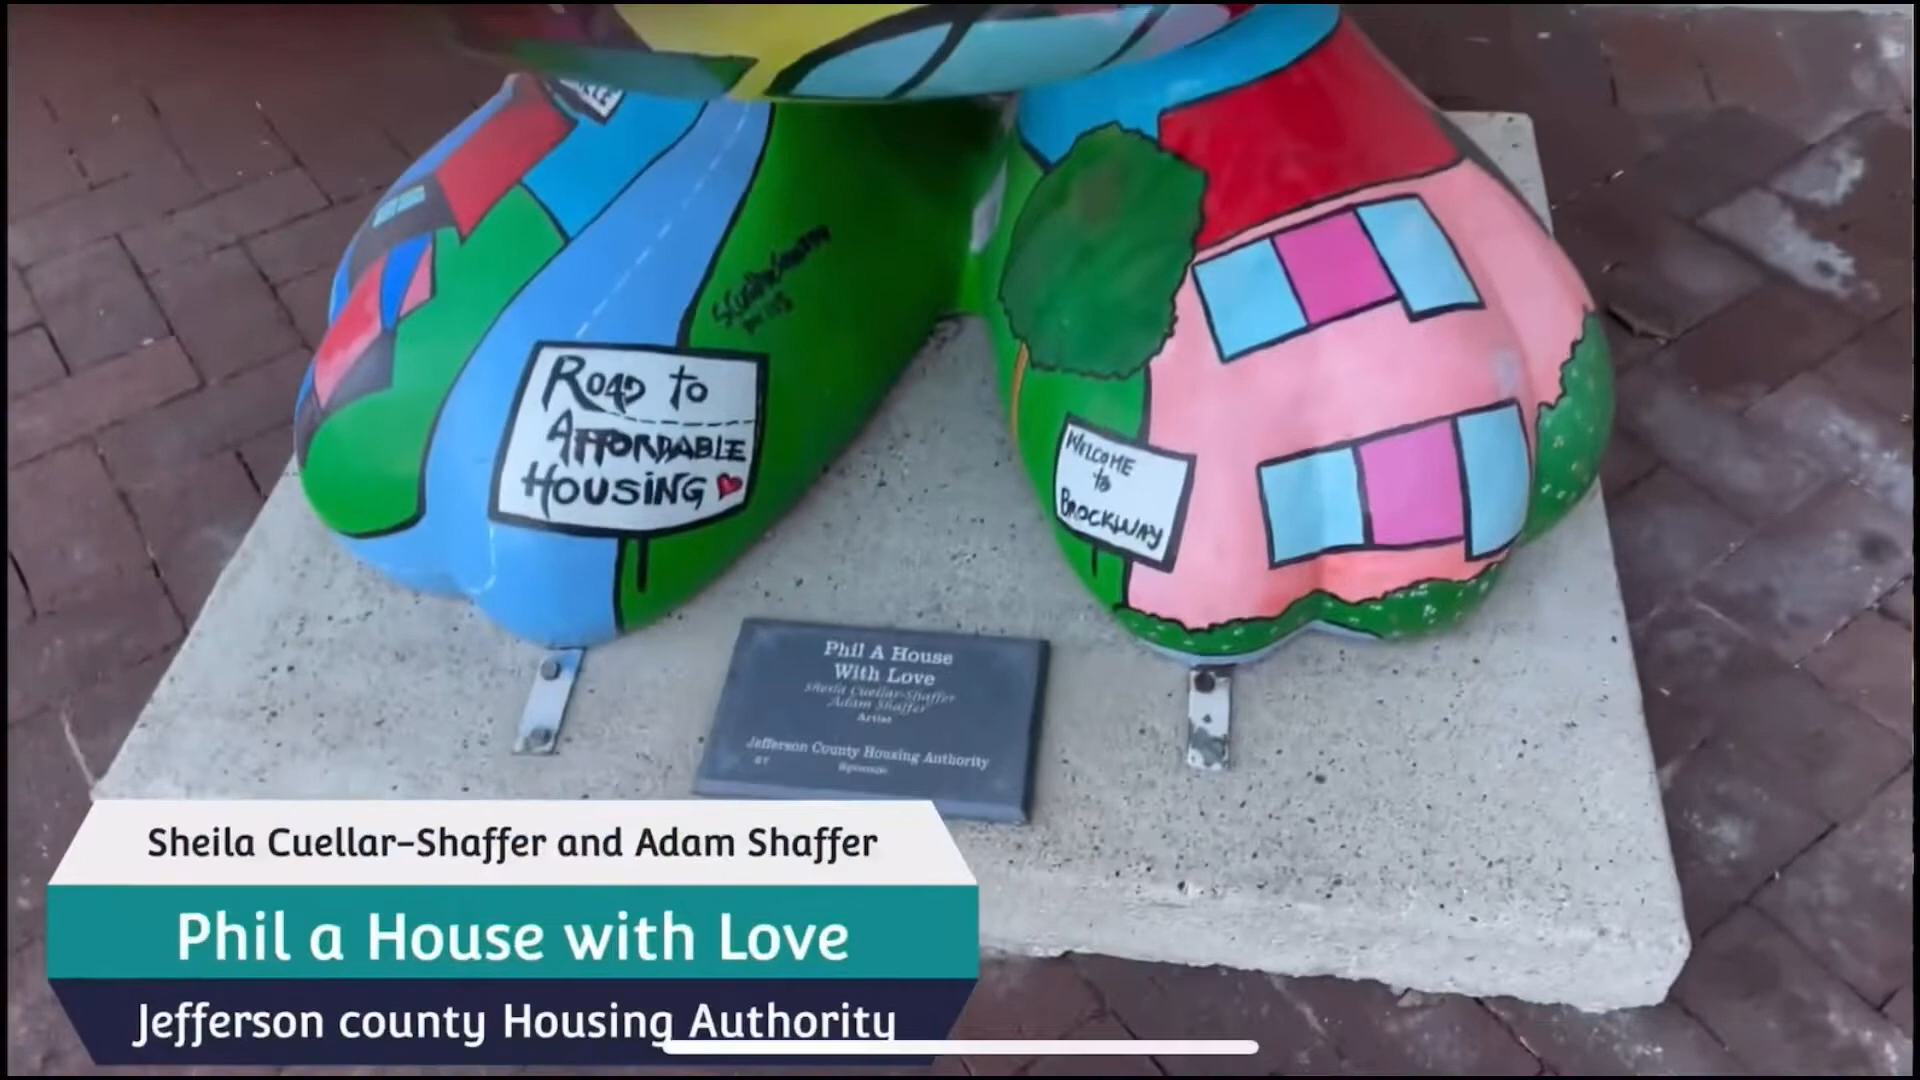 Road to
Affordable
Housing
Welcome
to
Brockway
Phil A House
With Love
Sheila Cuellar-Shaffer
Adam Shaffer
Artist
Jefferson County Housing Authority
Sponsor
Sheila Cuellar-Shaffer and Adam Shaffer
Phil a House with Love
Jefferson county Housing Authority